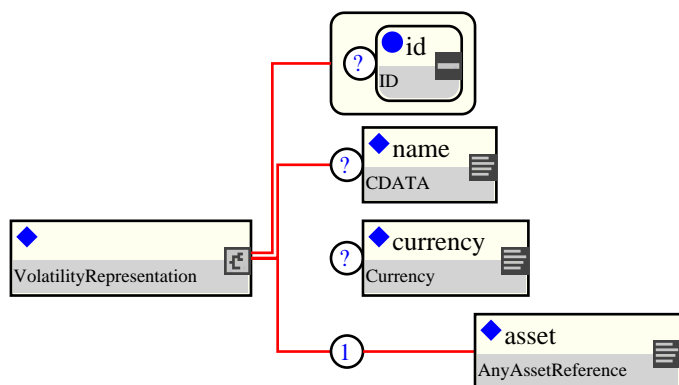 ? id
ID
? name
CDATA
VolatilityRepresentation
? currency
Currency
1 asset
AnyAssetReference